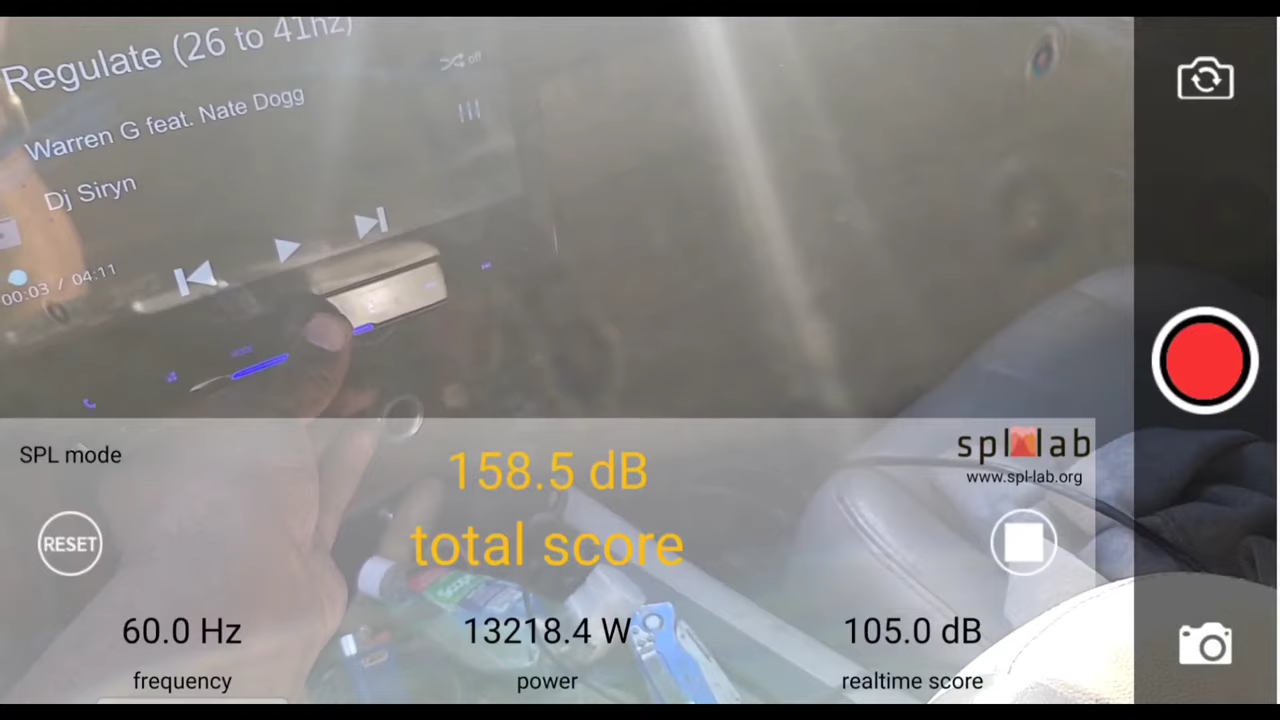 Regulate (26 to 41hz)
off
Warren G feat. Nate Dogg
Dj Siryn
00:03 / 04:11
SPL mode
158.5 dB
spl lab
www.spl-lab.org
RESET
total score
60.0 Hz
13218.4 W
105.0 dB
frequency
power
realtime score